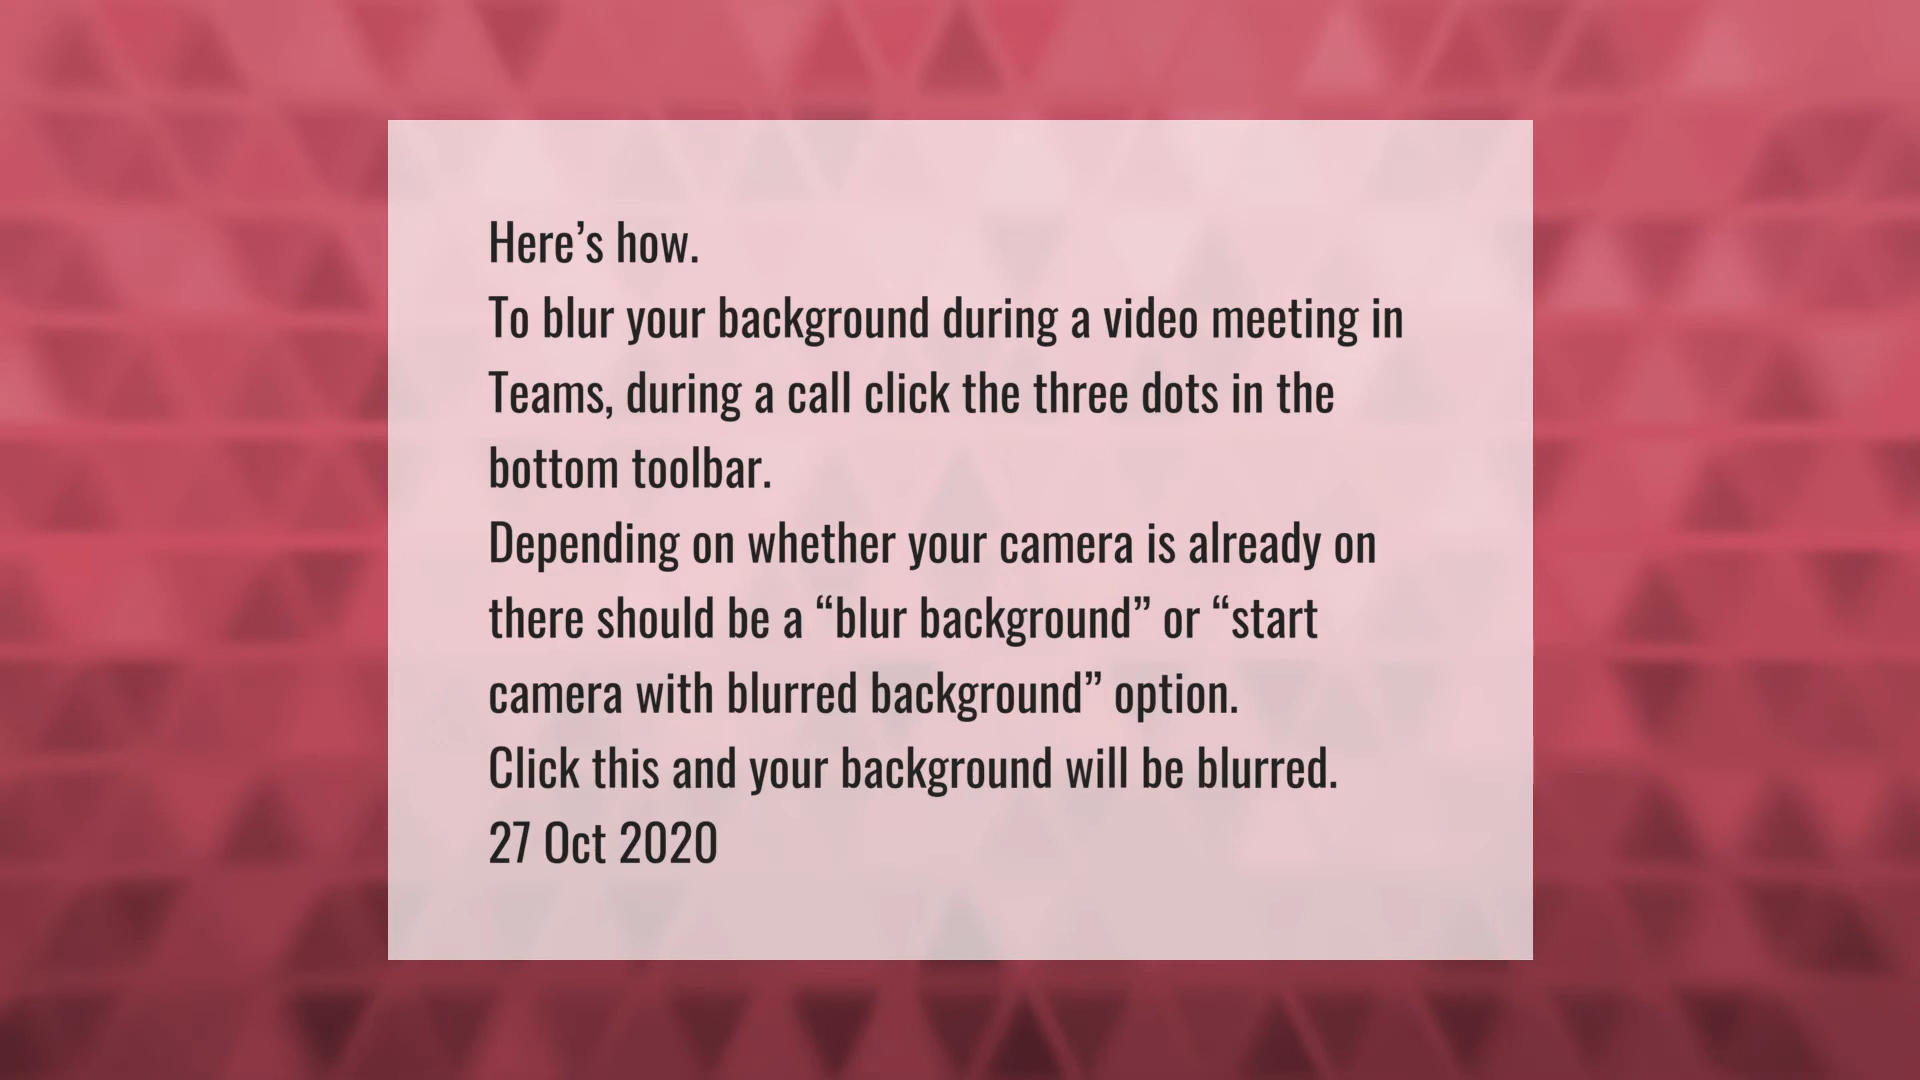 Here’s how.
To blur your background during a video meeting in
Teams, during a call click the three dots in the
bottom toolbar.
Depending on whether your camera is already on
there should be a “blur background” or “start
camera with blurred background” option.
Click this and your background will be blurred.
27 Oct 2020